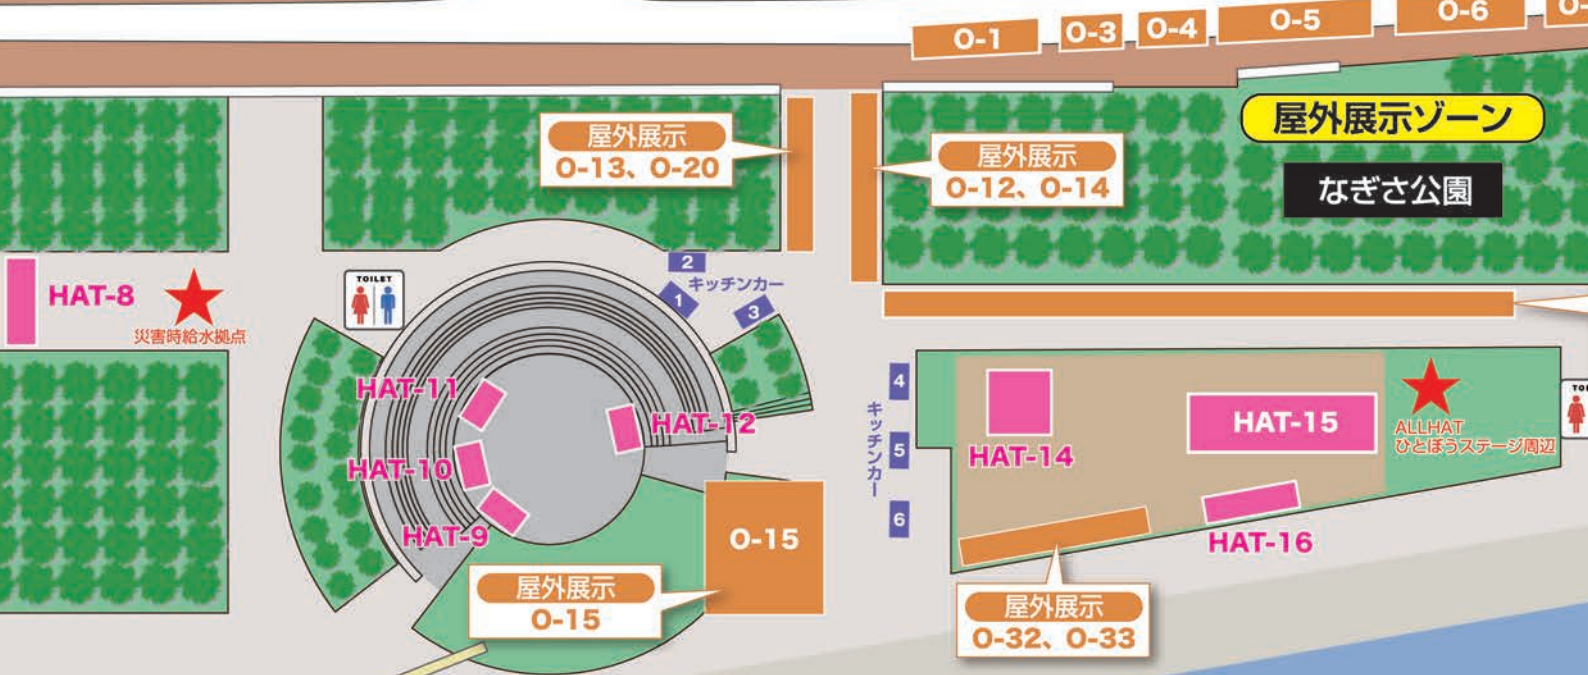 O-1
O-3
O-4
O-5
O-6
屋外展示
O-13、O-20
屋外展示
O-12、O-14
屋外展示ゾーン
なぎさ公園
HAT-8
災害時給水拠点
TOILET
2
キッチンカー
1
3
HAT-11
HAT-12
HAT-10
HAT-9
O-15
屋外展示
O-15
4
キッチンカー
5
6
HAT-14
HAT-15
ALLHAT
ひとぼうステージ周辺
HAT-16
屋外展示
O-32、O-33